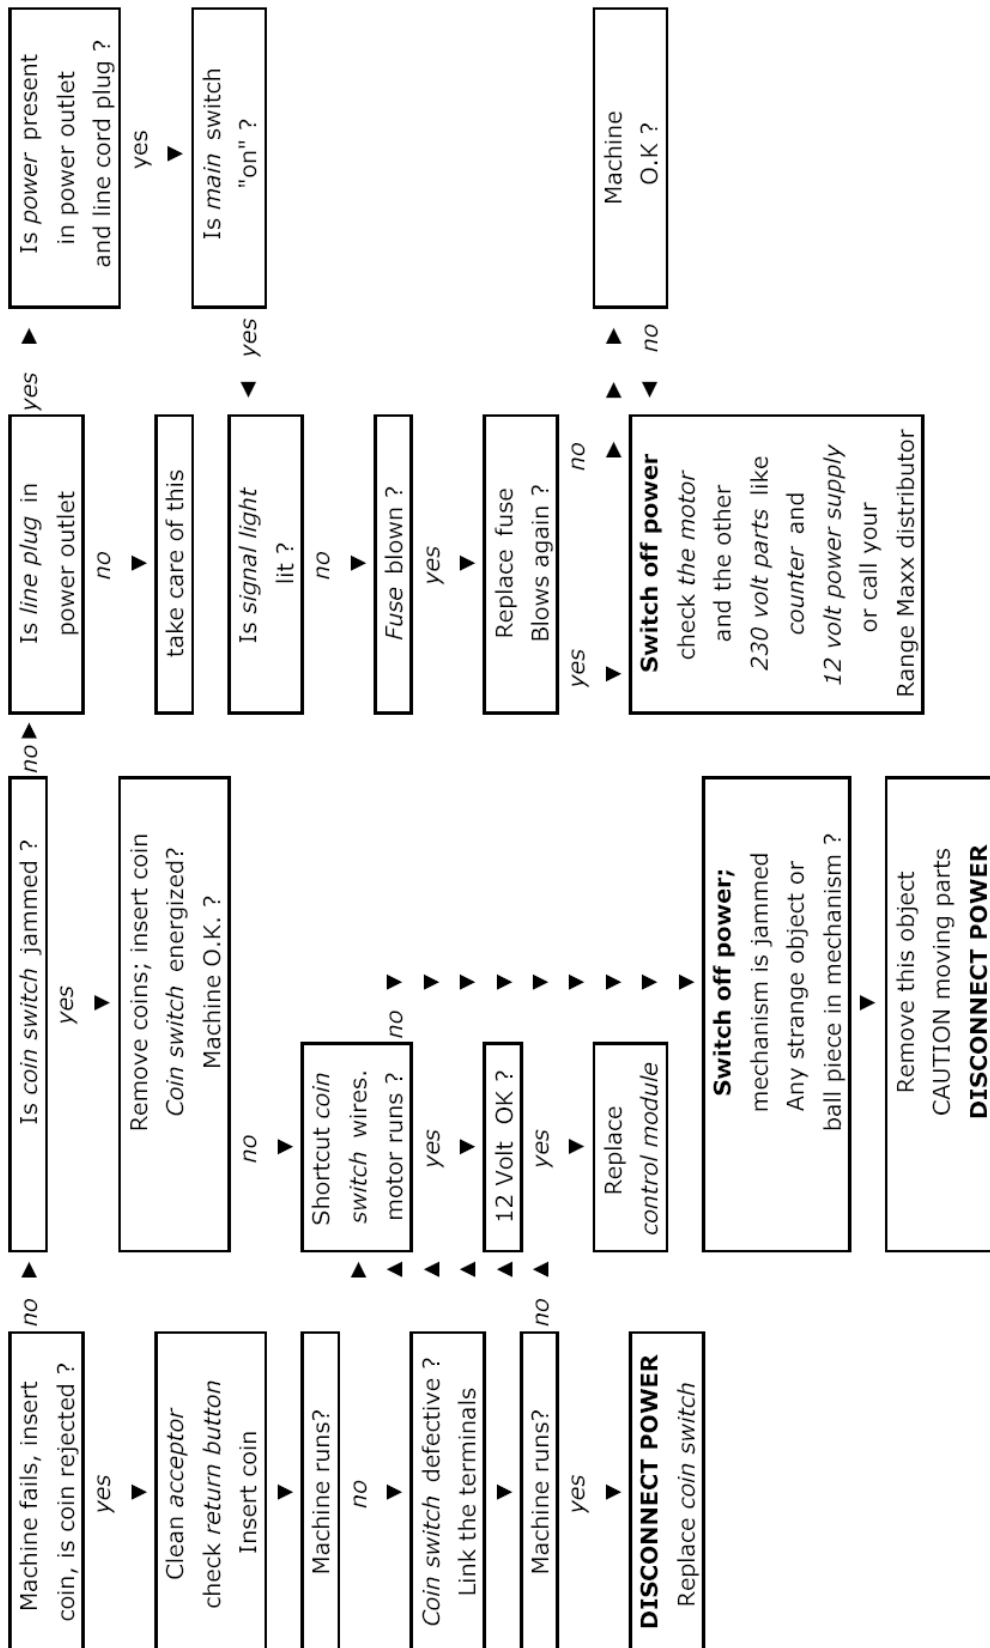 Machine fails, insert
coin, is coin rejected ?
no
yes
Clean acceptor
check return button
Insert coin
Machine runs?
no
Coin switch defective ?
Link the terminals
Machine runs?
no
yes
DISCONNECT POWER
Replace coin switch
Is coin switch jammed ?
no
yes
Remove coins; insert coin
Coin switch energized?
Machine O.K. ?
no
Shortcut coin
switch wires.
motor runs ?
no
yes
12 Volt OK ?
yes
Replace
control module
Switch off power;
mechanism is jammed
Any strange object or
ball piece in mechanism ?
Remove this object
CAUTION moving parts
DISCONNECT POWER
Is line plug in
power outlet
yes
no
take care of this
Is signal light
lit ?
no
Fuse blown ?
yes
Replace fuse
Blows again ?
yes
no
Switch off power
check the motor
and the other
230 volt parts like
counter and
12 volt power supply
or call your
Range Maxx distributor
Is power present
in power outlet
and line cord plug ?
yes
Is main switch
"on" ?
yes
Machine
O.K ?
no